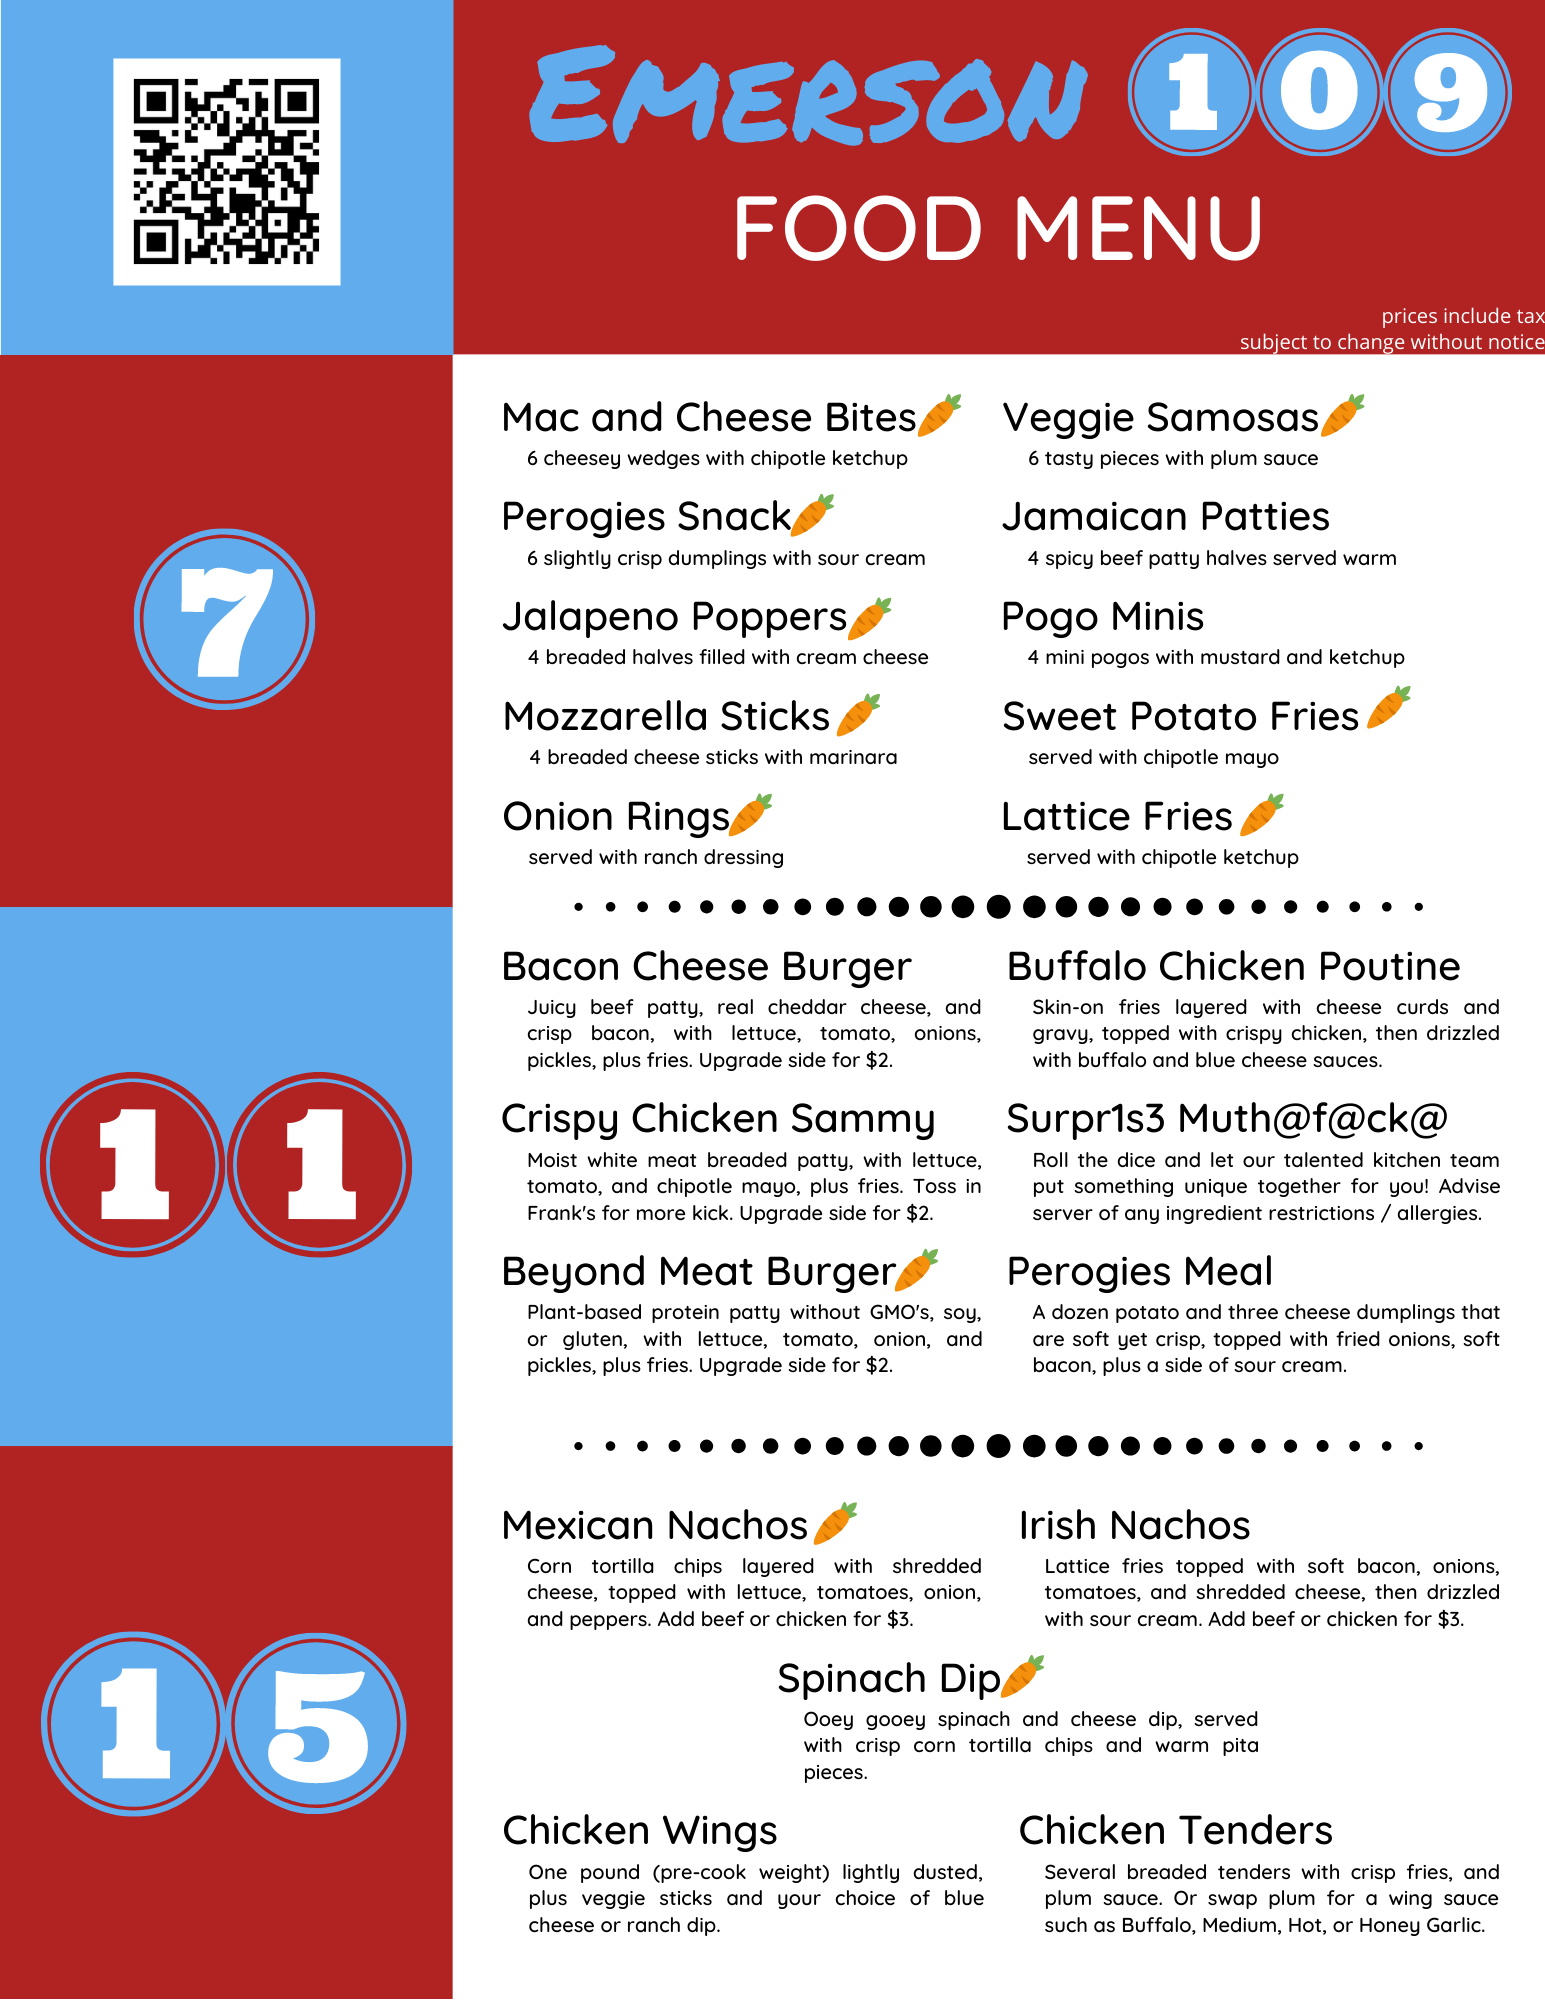 EMERSON 109
FOOD MENU
prices include tax
subject to change without notice
7
Mac and Cheese Bites
6 cheesey wedges with chipotle ketchup
Veggie Samosas
6 tasty pieces with plum sauce
Perogies Snack
6 slightly crisp dumplings with sour cream
Jamaican Patties
4 spicy beef patty halves served warm
Jalapeno Poppers
4 breaded halves filled with cream cheese
Pogo Minis
4 mini pogos with mustard and ketchup
Mozzarella Sticks
4 breaded cheese sticks with marinara
Sweet Potato Fries
served with chipotle mayo
Onion Rings
served with ranch dressing
Lattice Fries
served with chipotle ketchup
11
Bacon Cheese Burger
Juicy beef patty, real cheddar cheese, and
crisp bacon, with lettuce, tomato, onions,
pickles, plus fries. Upgrade side for $2.
Buffalo Chicken Poutine
Skin-on fries layered with cheese curds and
gravy, topped with crispy chicken, then drizzled
with buffalo and blue cheese sauces.
Crispy Chicken Sammy
Moist white meat breaded patty, with lettuce,
tomato, and chipotle mayo, plus fries. Toss in
Frank's for more kick. Upgrade side for $2.
Surpr1s3 Muth@f@ck@
Roll the dice and let our talented kitchen team
put something unique together for you! Advise
server of any ingredient restrictions / allergies.
Beyond Meat Burger
Plant-based protein patty without GMO's, soy,
or gluten, with lettuce, tomato, onion, and
pickles, plus fries. Upgrade side for $2.
Perogies Meal
A dozen potato and three cheese dumplings that
are soft yet crisp, topped with fried onions, soft
bacon, plus a side of sour cream.
15
Mexican Nachos
Corn tortilla chips layered with shredded
cheese, topped with lettuce, tomatoes, onion,
and peppers. Add beef or chicken for $3.
Irish Nachos
Lattice fries topped with soft bacon, onions,
tomatoes, and shredded cheese, then drizzled
with sour cream. Add beef or chicken for $3.
Spinach Dip
Ooey gooey spinach and cheese dip, served
with crisp corn tortilla chips and warm pita
pieces.
Chicken Wings
One pound (pre-cook weight) lightly dusted,
plus veggie sticks and your choice of blue
cheese or ranch dip.
Chicken Tenders
Several breaded tenders with crisp fries, and
plum sauce. Or swap plum for a wing sauce
such as Buffalo, Medium, Hot, or Honey Garlic.